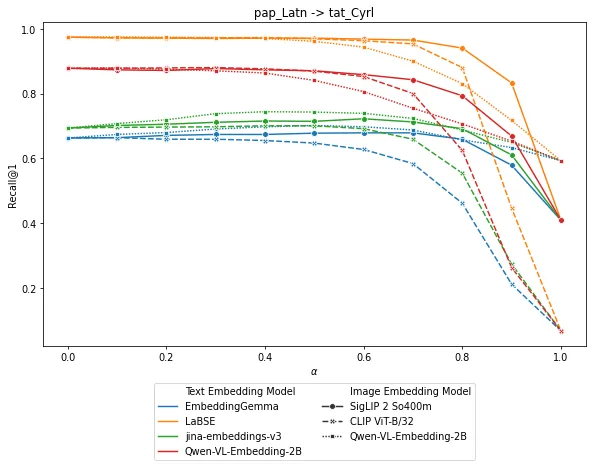 pap_Latn -> tat_Cyrl
Recall@1
1.0
0.8
0.6
0.4
0.2
0.0 0.2 0.4 0.6 0.8 1.0
α
Text Embedding Model Image Embedding Model
EmbeddingGemma SigLIP 2 So400m
LaBSE CLIP ViT-B/32
jina-embeddings-v3 Qwen-VL-Embedding-2B
Qwen-VL-Embedding-2B